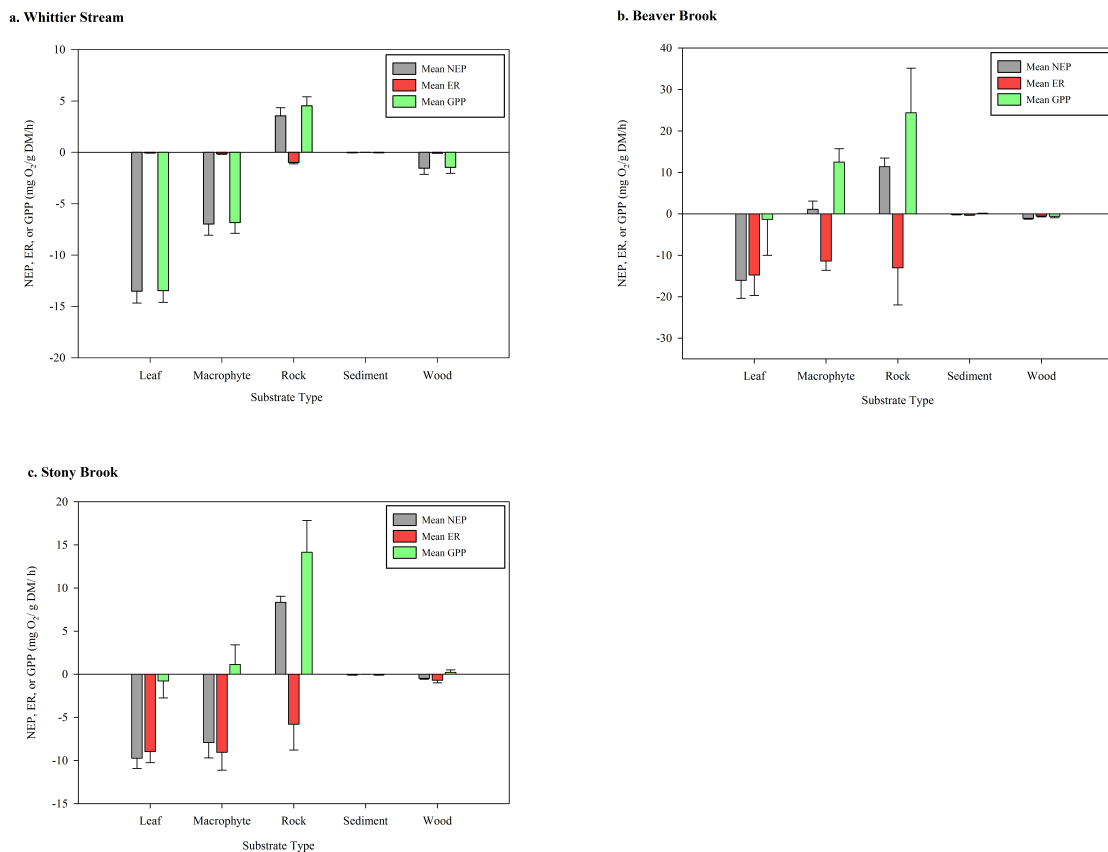 a. Whittier Stream
10
5
0
-5
-10
-15
-20
NEP, ER, or GPP (mg O₂/g DM/h)
Mean NEP
Mean ER
Mean GPP
Leaf Macrophyte Rock Sediment Wood
Substrate Type
b. Beaver Brook
40
30
20
10
0
-10
-20
-30
NEP, ER, or GPP (mg O₂/g DM/h)
Mean NEP
Mean ER
Mean GPP
Leaf Macrophyte Rock Sediment Wood
Substrate Type
c. Stony Brook
20
15
10
5
0
-5
-10
-15
NEP, ER, or GPP (mg O₂/ g DM/ h)
Mean NEP
Mean ER
Mean GPP
Leaf Macrophyte Rock Sediment Wood
Substrate Type